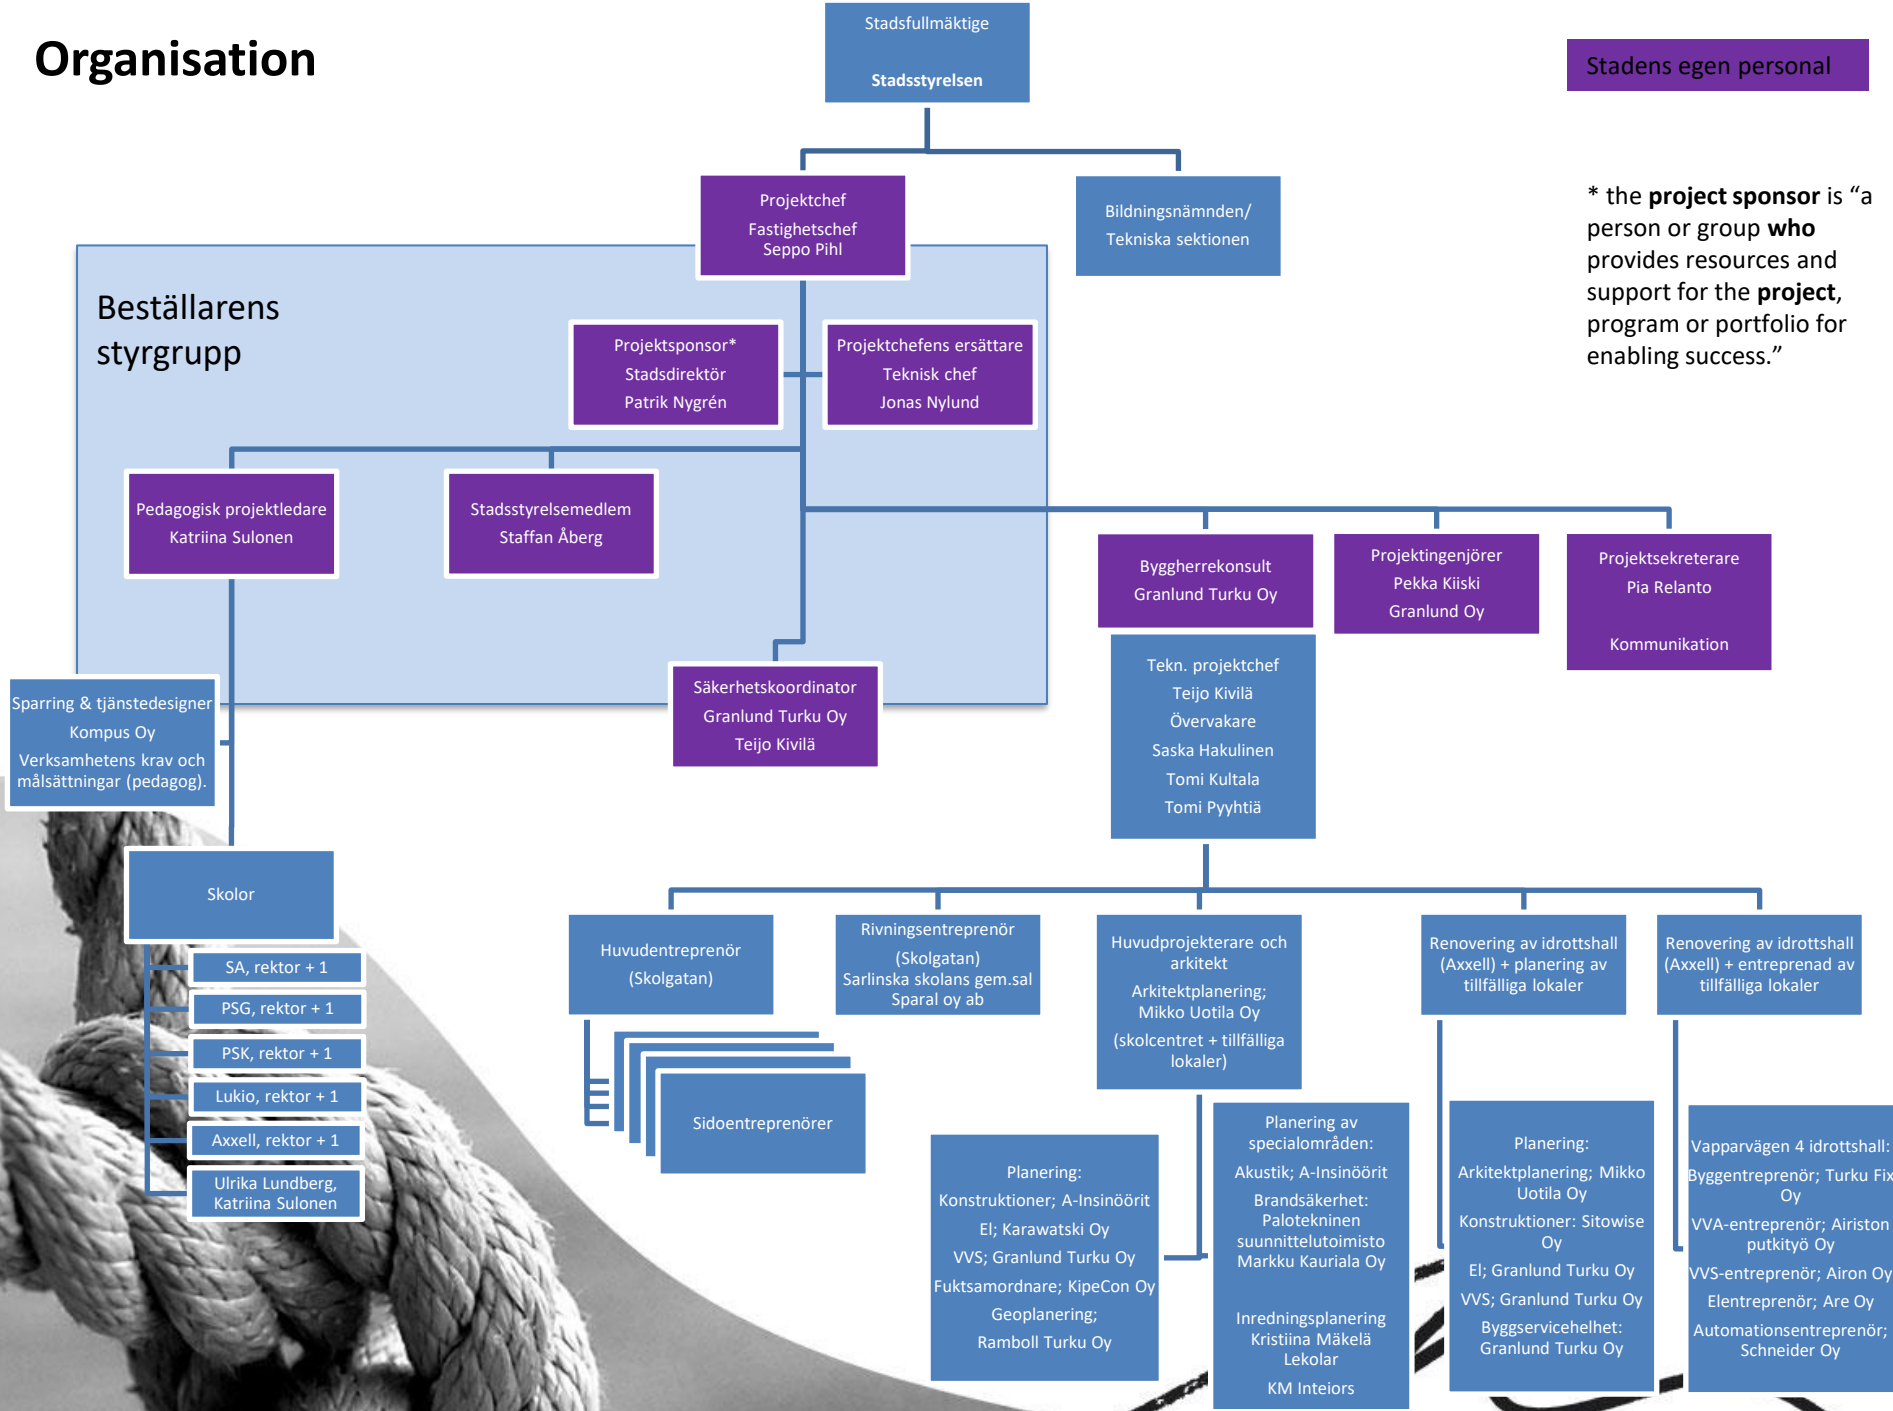 Organisation
Stadsfullmäktige
Stadsstyrelsen
Stadens egen personal
Projektchef
Fastighetschef
Seppo Pihl
Bildningsnämnden/
Tekniska sektionen
* the project sponsor is “a
person or group who
provides resources and
support for the project,
program or portfolio for
enabling success.”
Beställarens
styrgrupp
Projektsponsor*
Stadsdirektör
Patrik Nygrén
Projektchefens ersättare
Teknisk chef
Jonas Nylund
Pedagogisk projektledare
Katriina Sulonen
Stadsstyrelsemedlem
Staffan Åberg
Byggherrekonsult
Granlund Turku Oy
Projektingenjörer
Pekka Kiiski
Granlund Oy
Projektsekreterare
Pia Relanto
Kommunikation
Tekn. projektchef
Teijo Kivilä
Övervakare
Saska Hakulinen
Tomi Kultala
Tomi Pyyhtiä
Säkerhetskoordinator
Granlund Turku Oy
Teijo Kivilä
Sparring & tjänstedesigner
Kompus Oy
Verksamhetens krav och
målsättningar (pedagog).
Skolor
SA, rektor + 1
PSG, rektor + 1
PSK, rektor + 1
Lukio, rektor + 1
Axxell, rektor + 1
Ulrika Lundberg,
Katriina Sulonen
Huvudentreprenör
(Skolgatan)
Sidoentreprenörer
Rivningsentreprenör
(Skolgatan)
Sarlinska skolans gem.sal
Sparal oy ab
Huvudprojekterare och
arkitekt
Arkitektplanering;
Mikko Uotila Oy
(skolcentret + tillfälliga
lokaler)
Renovering av idrottshall
(Axxell) + planering av
tillfälliga lokaler
Renovering av idrottshall
(Axxell) + entreprenad av
tillfälliga lokaler
Planering:
Konstruktioner; A-Insinöörit
El; Karawatski Oy
VVS; Granlund Turku Oy
Fuktsamordnare; KipeCon Oy
Geoplanering;
Ramboll Turku Oy
Planering av
specialområden:
Akustik; A-Insinöörit
Brandsäkerhet:
Palotekninen
suunnittelutoimisto
Markku Kauriala Oy
Inredningsplanering
Kristiina Mäkelä
Lekolar
KM Inteiors
Planering:
Arkitektplanering; Mikko
Uotila Oy
Konstruktioner: Sitowise
Oy
El; Granlund Turku Oy
VVS; Granlund Turku Oy
Byggservicehelhet:
Granlund Turku Oy
Vapparvägen 4 idrottshall:
Byggentreprenör; Turku Fix
Oy
VVA-entreprenör; Airiston
putkityö Oy
VVS-entreprenör; Airon Oy
Elentreprenör; Are Oy
Automationsentreprenör;
Schneider Oy